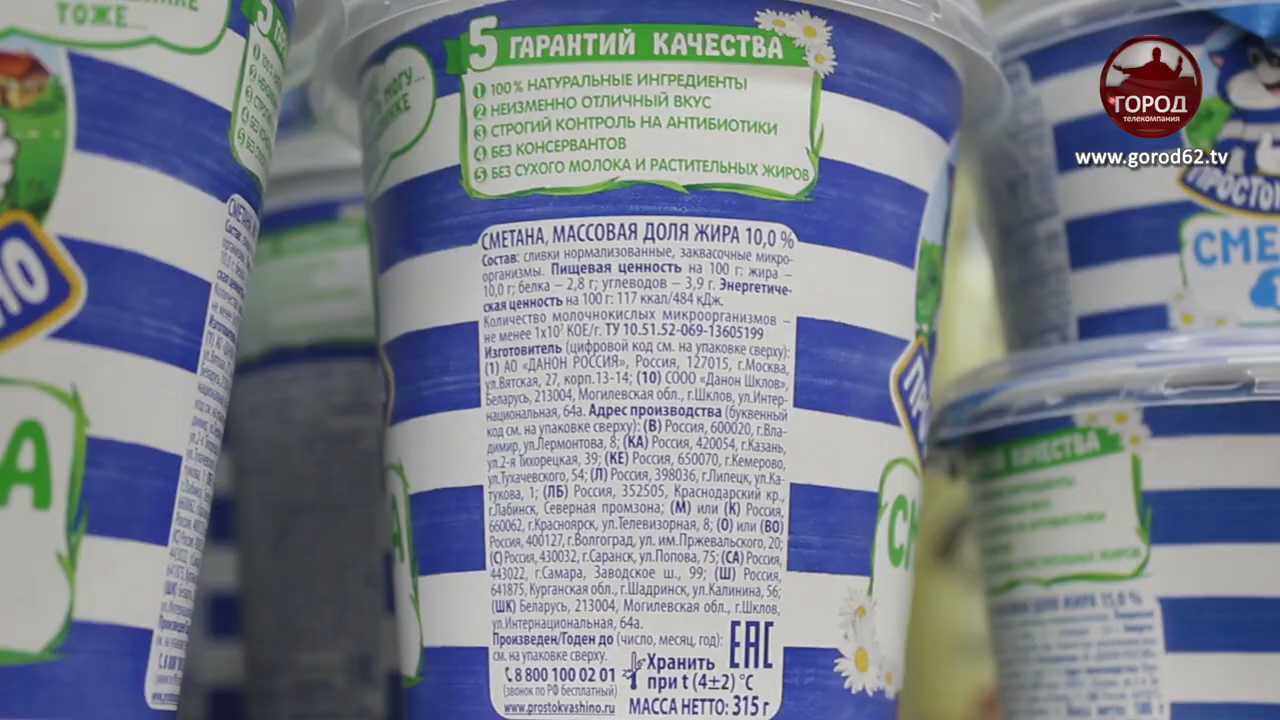 ТОЖЕ...
5 ГАРАНТИЙ КАЧЕСТВА
1 100% НАТУРАЛЬНЫЕ ИНГРЕДИЕНТЫ
2 НЕИЗМЕННО ОТЛИЧНЫЙ ВКУС
3 СТРОГИЙ КОНТРОЛЬ НА АНТИБИОТИКИ
4 БЕЗ КОНСЕРВАНТОВ
5 БЕЗ СУХОГО МОЛОКА И РАСТИТЕЛЬНЫХ ЖИРОВ
СМЕТАНА, МАССОВАЯ ДОЛЯ ЖИРА 10,0 %
Состав: сливки нормализованные, заквасочные микро-
организмы. Пищевая ценность на 100 г: жира –
10,0 г; белка – 2,8 г; углеводов – 3,9 г. Энергетиче-
ская ценность на 100 г: 117 ккал/484 кДж.
Количество молочнокислых микроорганизмов –
не менее 1х10⁷ КОЕ/г. ТУ 10.51.52-069-13605199
Изготовитель (цифровой код см. на упаковке сверху):
(1) АО «ДАНОН РОССИЯ», Россия, 127015, г.Москва,
ул.Вятская, 27, корп.13-14; (10) СООО «Данон Шклов»,
Беларусь, 213004, Могилевская обл., г.Шклов, ул.Интер-
национальная, 64а. Адрес производства (буквенный
код см. на упаковке сверху): (В) Россия, 600020, г.Вла-
димир, ул.Лермонтова, 8; (КА) Россия, 420054, г.Казань,
ул.2-я Тихорецкая, 39; (КЕ) Россия, 650070, г.Кемерово,
ул.Тухачевского, 54; (Л) Россия, 398036, г.Липецк, ул.Ка-
тукова, 1; (ЛБ) Россия, 352505, Краснодарский кр.,
г.Лабинск, Северная промзона; (М) или (К) Россия,
660062, г.Красноярск, ул.Телевизорная, 8; (О) или (ВО)
Россия, 400127, г.Волгоград, ул. им.Пржевальского, 20;
(С) Россия, 430032, г.Саранск, ул.Попова, 75; (СА) Россия,
443022, г.Самара, Заводское ш., 99; (Ш) Россия,
641875, Курганская обл., г.Шадринск, ул.Калинина, 56;
(ШК) Беларусь, 213004, Могилевская обл., г.Шклов,
ул.Интернациональная, 64а.
Произведен/Годен до (число, месяц, год):
см. на упаковке сверху.
8 800 100 02 01
(звонок по РФ бесплатный)
www.prostokvashino.ru
Хранить
при t (4±2) °С
МАССА НЕТТО: 315 г
ЕАС
ГОРОД
телекомпания
www.gorod62.tv
ПРОСТО
СМЕ
КАЧЕСТВА
ДОЛЯ ЖИРА 15,0 %